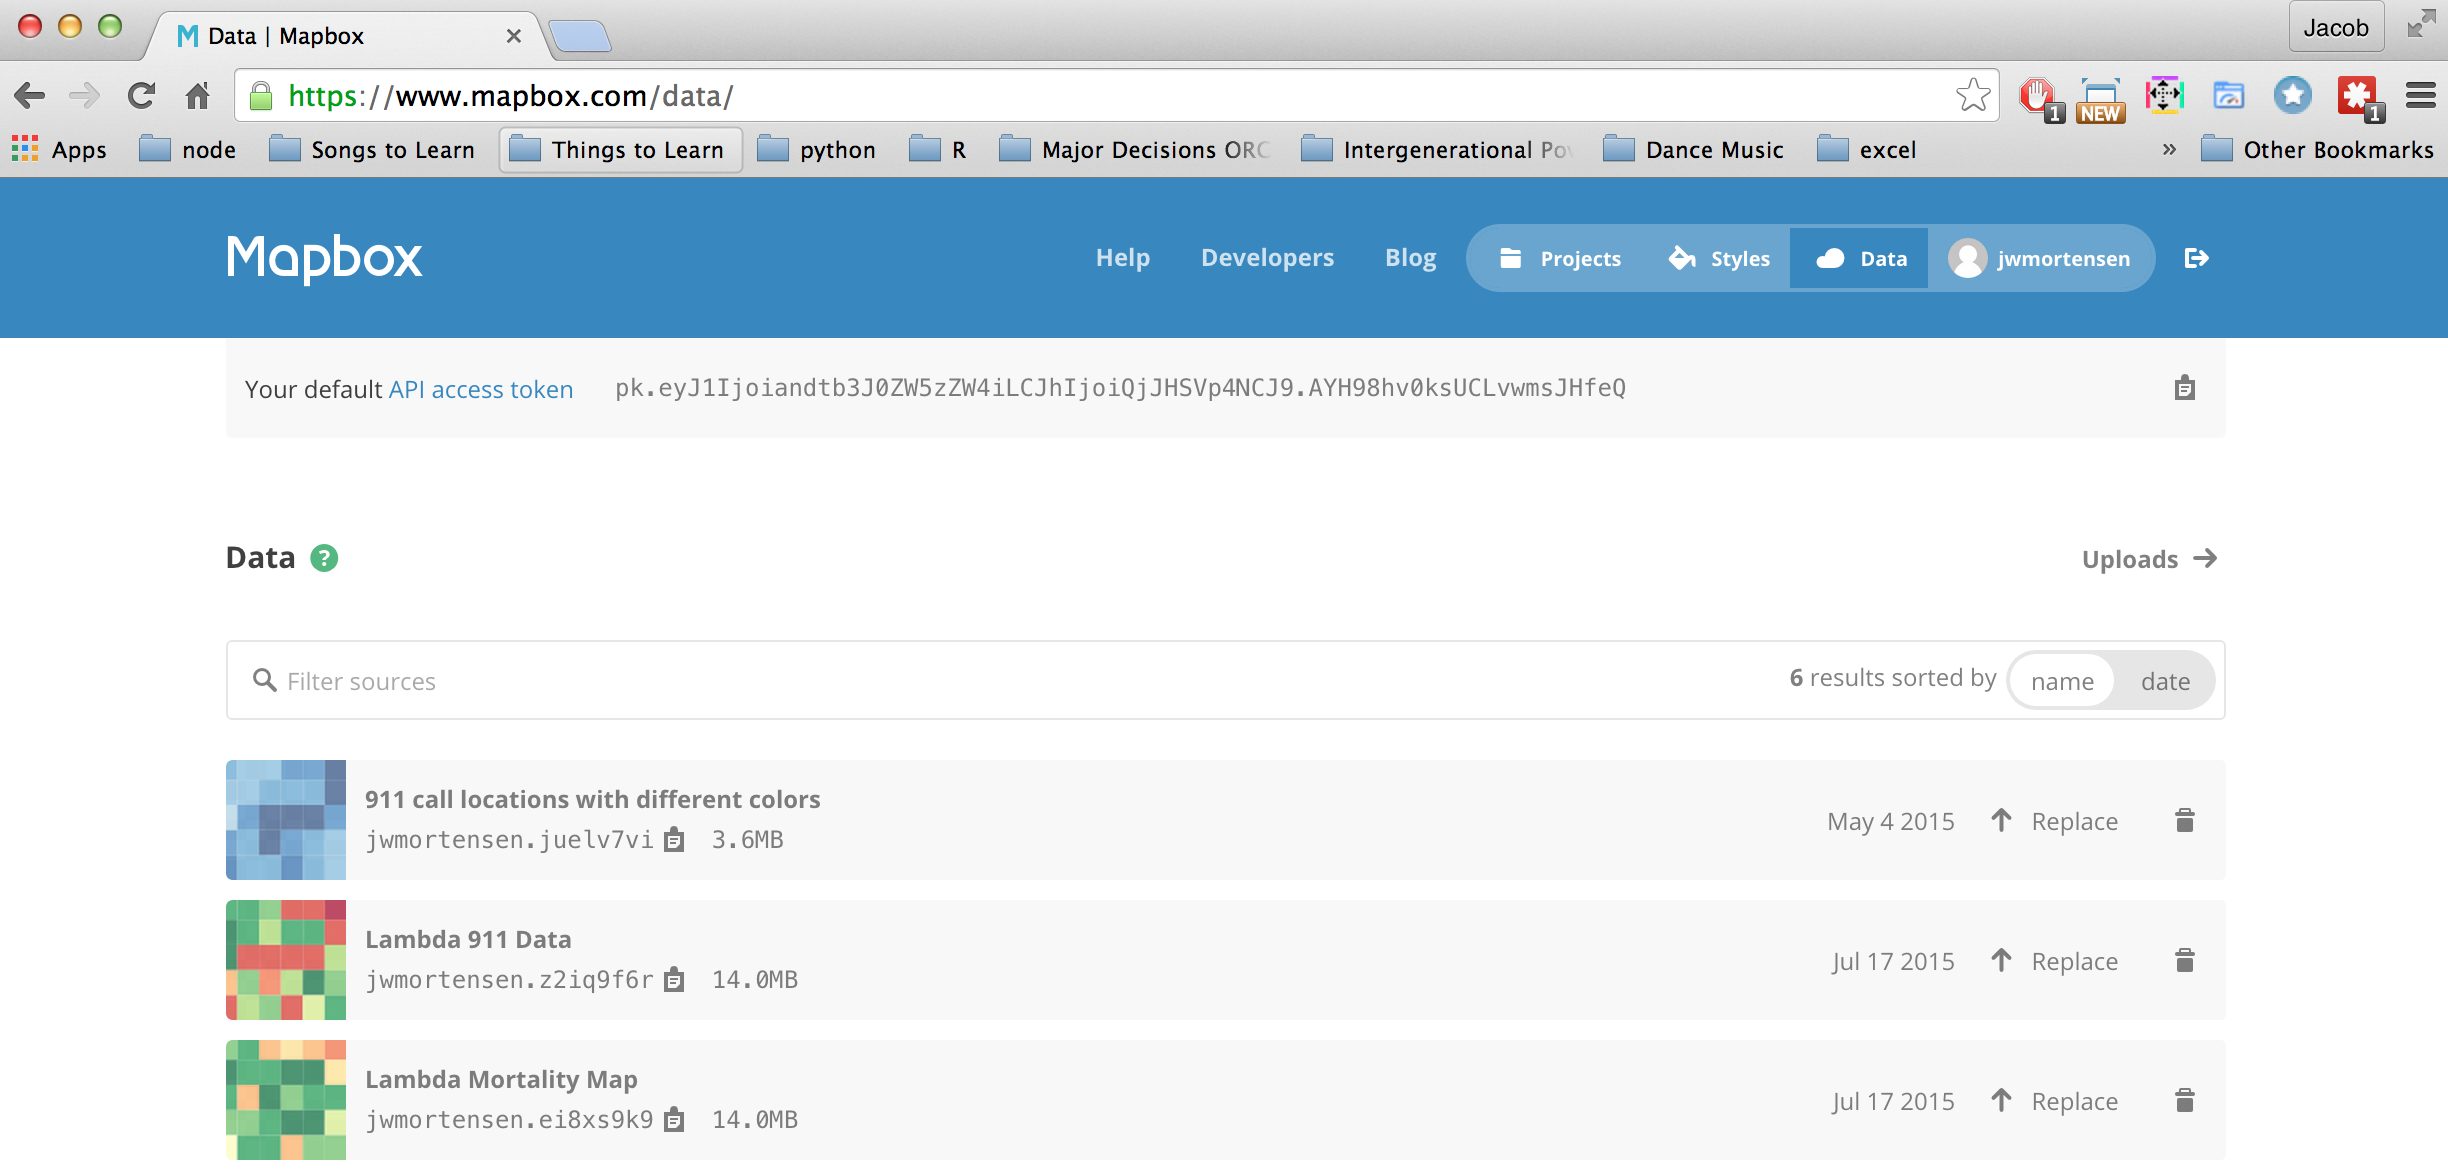 Data | Mapbox
Jacob
https://www.mapbox.com/data/
1
NEW
1
Apps node Songs to Learn Things to Learn python R Major Decisions ORC Intergenerational Po Dance Music excel » Other Bookmarks
Mapbox Help Developers Blog Projects Styles Data jwmortensen
Your default API access token pk.eyJ1Ijoiandtb3J0ZW5zZW4iLCJhIjoiQjJHSVp4NCJ9.AYH98hv0ksUCLvwmsJHfeQ
Data ? Uploads
Filter sources 6 results sorted by name date
911 call locations with different colors
jwmortensen.juelv7vi 3.6MB May 4 2015 Replace
Lambda 911 Data
jwmortensen.z2iq9f6r 14.0MB Jul 17 2015 Replace
Lambda Mortality Map
jwmortensen.ei8xs9k9 14.0MB Jul 17 2015 Replace